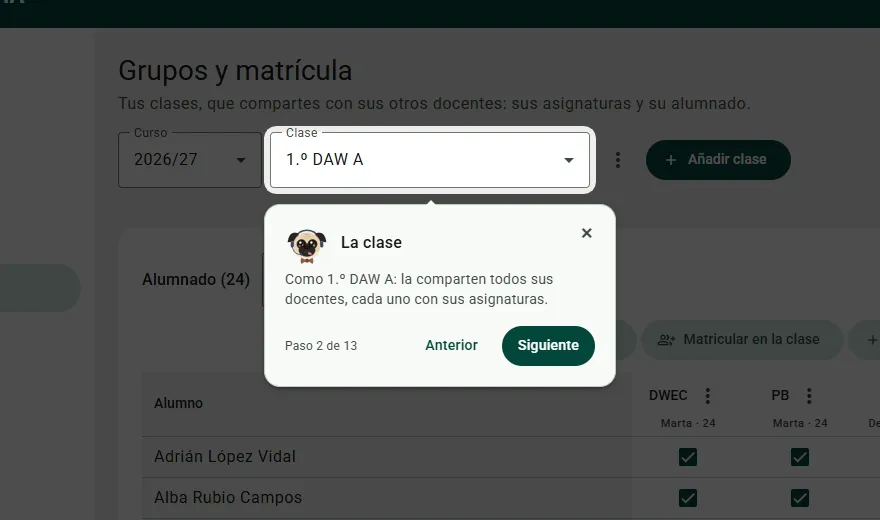 Grupos y matrícula
Tus clases, que compartes con sus otros docentes: sus asignaturas y su alumnado.
Curso
2026/27
Clase
1.º DAW A
+ Añadir clase
La clase
×
Como 1.º DAW A: la comparten todos sus
docentes, cada uno con sus asignaturas.
Paso 2 de 13
Anterior
Siguiente
Alumnado (24)
Matricular en la clase
+
Alumno
DWEC
PB
Marta · 24
Marta · 24
Adrián López Vidal
Alba Rubio Campos